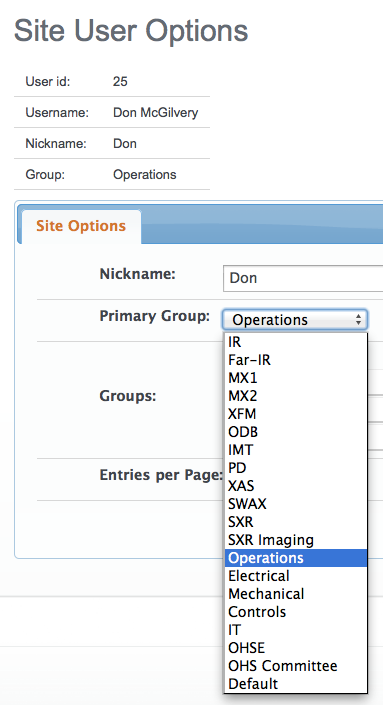 Site User Options
User id: 25
Username: Don McGilvery
Nickname: Don
Group: Operations
Site Options
Nickname: Don
Primary Group: Operations
IR
Far-IR
MX1
MX2
XFM
Groups:
ODB
IMT
PD
Entries per Page:
XAS
SWAX
SXR
SXR Imaging
Operations
Electrical
Mechanical
Controls
IT
OHSE
OHS Committee
Default